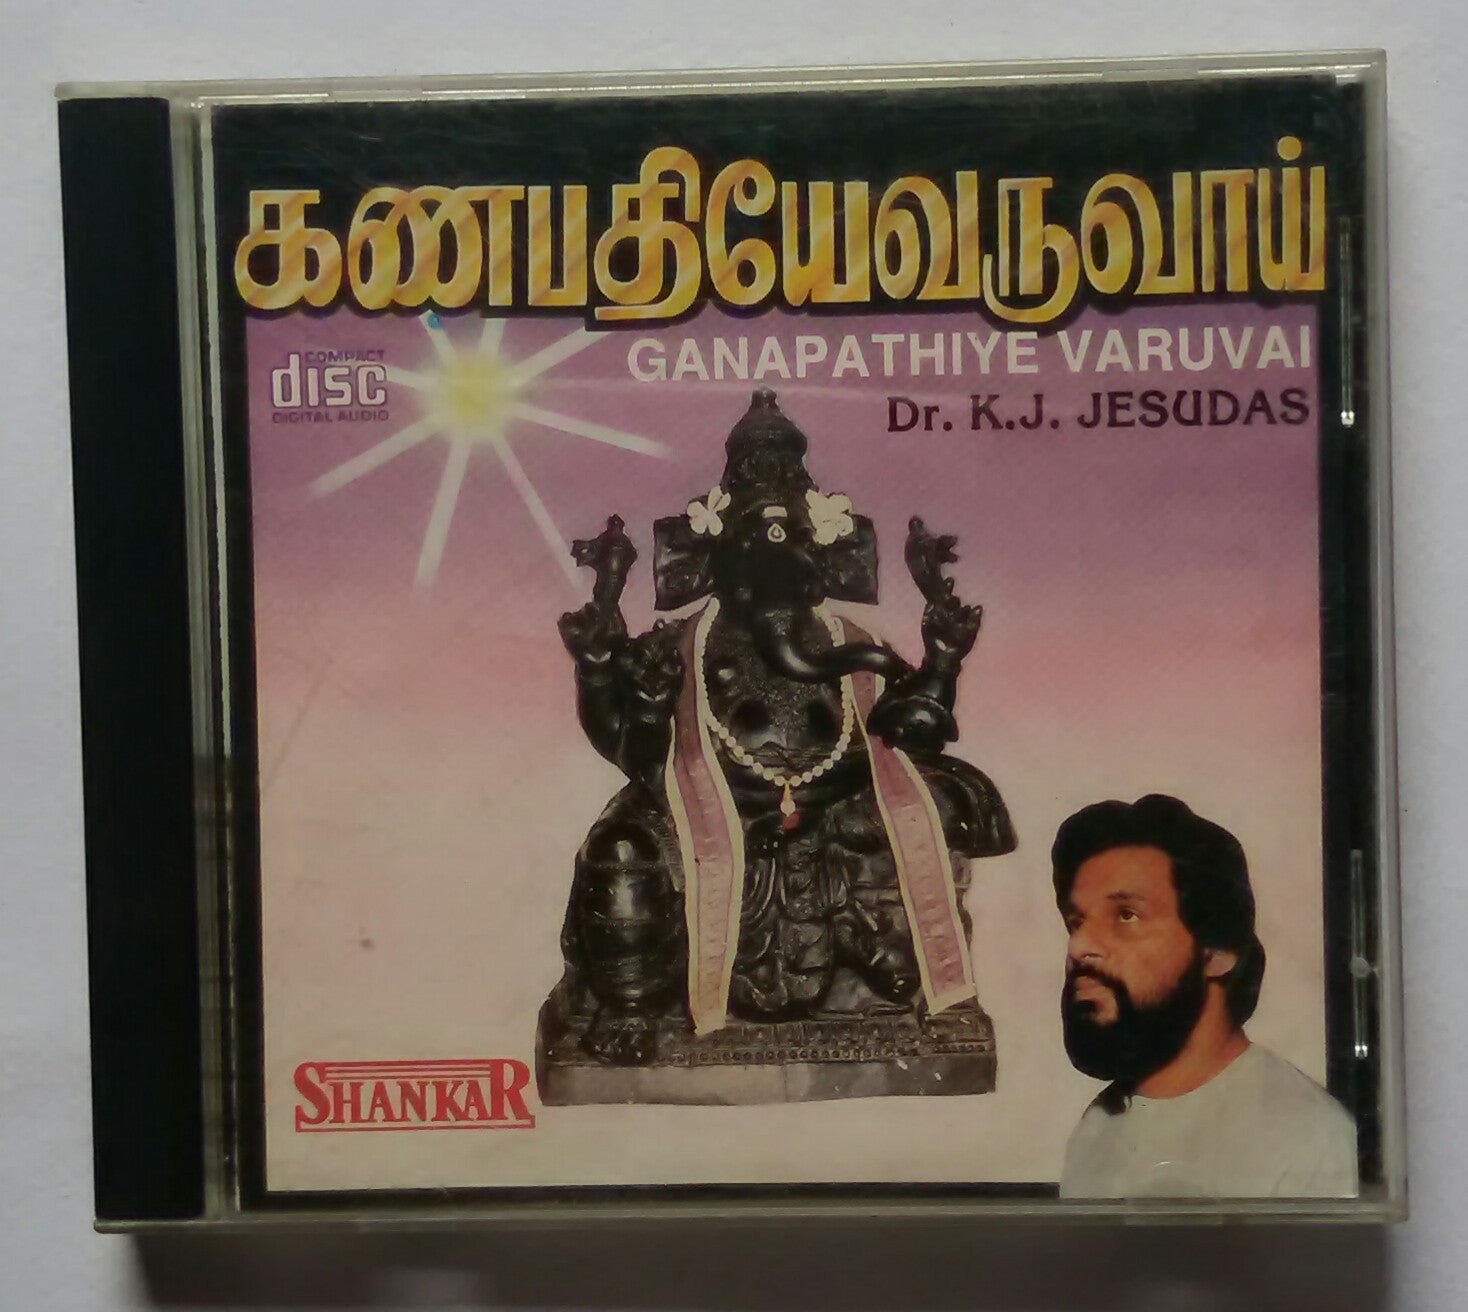 கணபதியேவருவாய்
GANAPATHIYE VARUVAI
Dr. K.J. JESUDAS
COMPACT
disc
DIGITAL AUDIO
SHANKAR